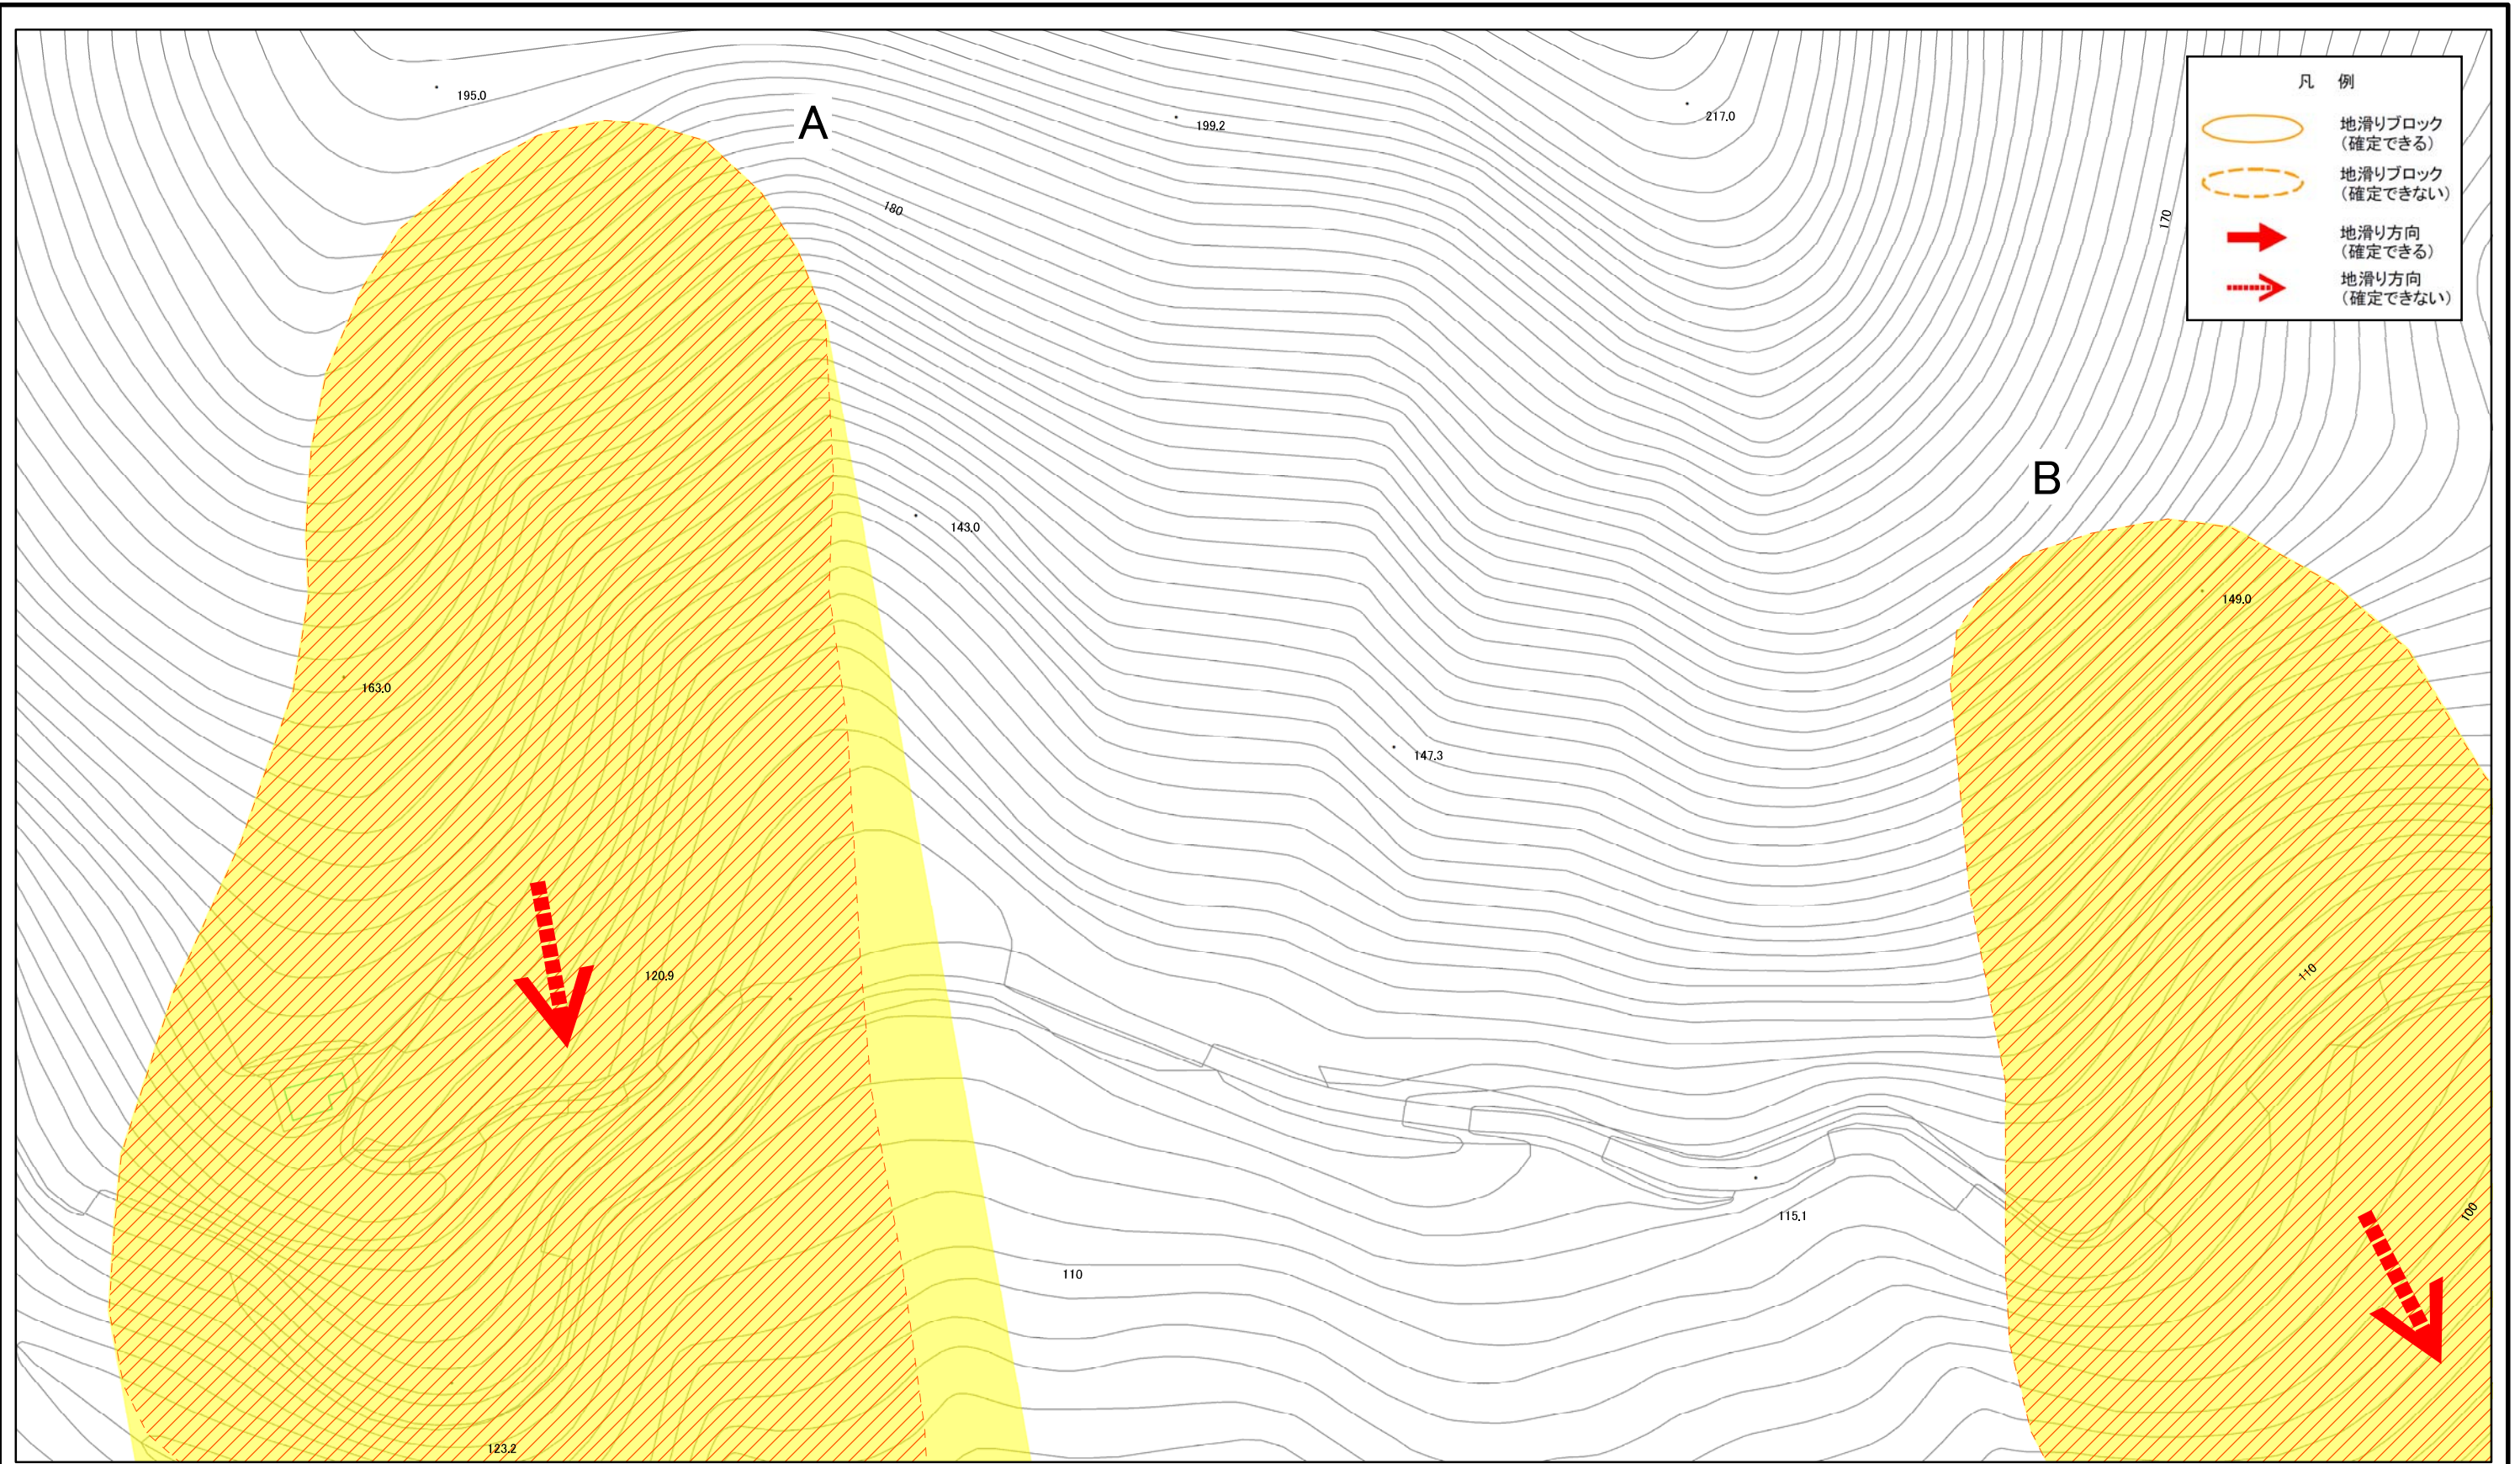 195.0
A
199.2
217.0
180
170
凡 例
地滑りブロック
(確定できる)
地滑りブロック
(確定できない)
地滑り方向
(確定できる)
地滑り方向
(確定できない)
B
143.0
149.0
163.0
147.3
120.9
110
115.1
100
110
123.2